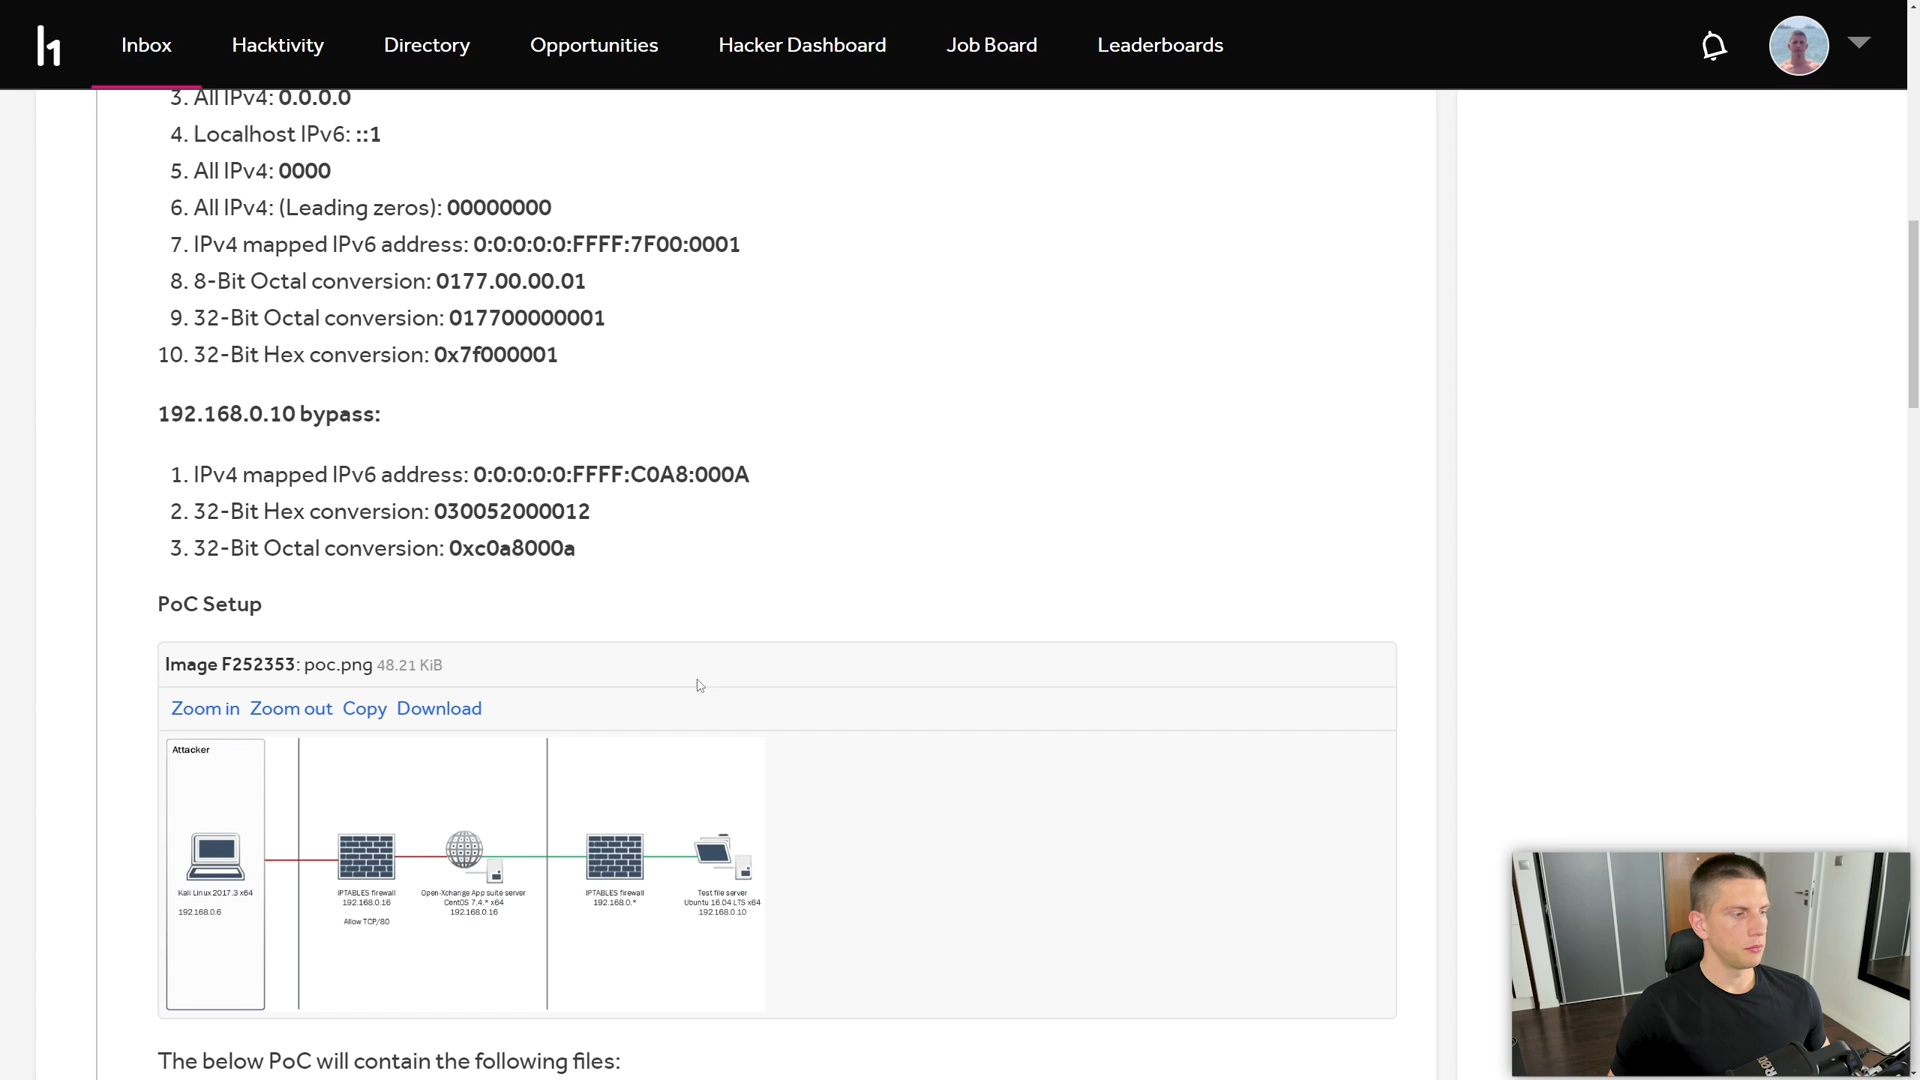 Inbox
Hacktivity
Directory
Opportunities
Hacker Dashboard
Job Board
Leaderboards
3. All IPv4: 0.0.0.0
4. Localhost IPv6: ::1
5. All IPv4: 0000
6. All IPv4: (Leading zeros): 00000000
7. IPv4 mapped IPv6 address: 0:0:0:0:0:FFFF:7F00:0001
8. 8-Bit Octal conversion: 0177.00.00.01
9. 32-Bit Octal conversion: 017700000001
10. 32-Bit Hex conversion: 0x7f000001
192.168.0.10 bypass:
1. IPv4 mapped IPv6 address: 0:0:0:0:0:FFFF:C0A8:000A
2. 32-Bit Hex conversion: 030052000012
3. 32-Bit Octal conversion: 0xc0a8000a
PoC Setup
Image F252353: poc.png 48.21 KiB
Zoom in Zoom out Copy Download
Attacker
Kali Linux 2017.3 x64
192.168.0.6
IPTABLES firewall
192.168.0.16
Allow TCP/80
Open-Xchange App suite server
CentOS 7.4.* x64
192.168.0.16
IPTABLES firewall
192.168.0.*
Test file server
Ubuntu 16.04 LTS x64
192.168.0.10
The below PoC will contain the following files: